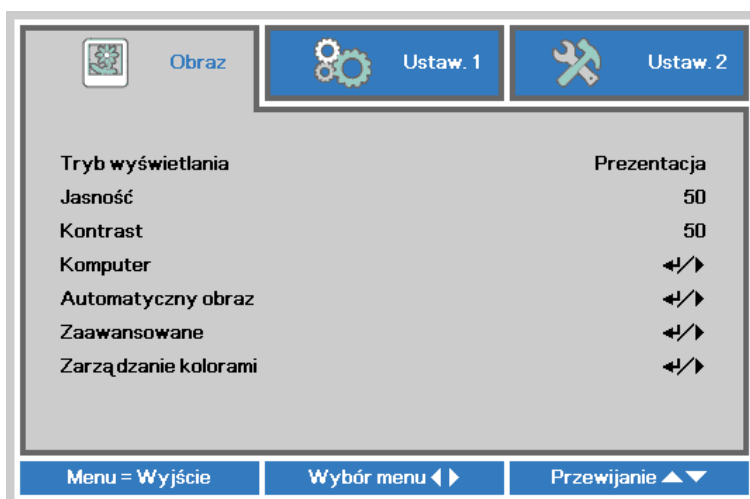 Obraz Ustaw. 1 Ustaw. 2
Tryb wyświetlania Prezentacja
Jasność 50
Kontrast 50
Komputer
Automatyczny obraz
Zaawansowane
Zarządzanie kolorami
Menu = Wyjście Wybór menu Przewijanie